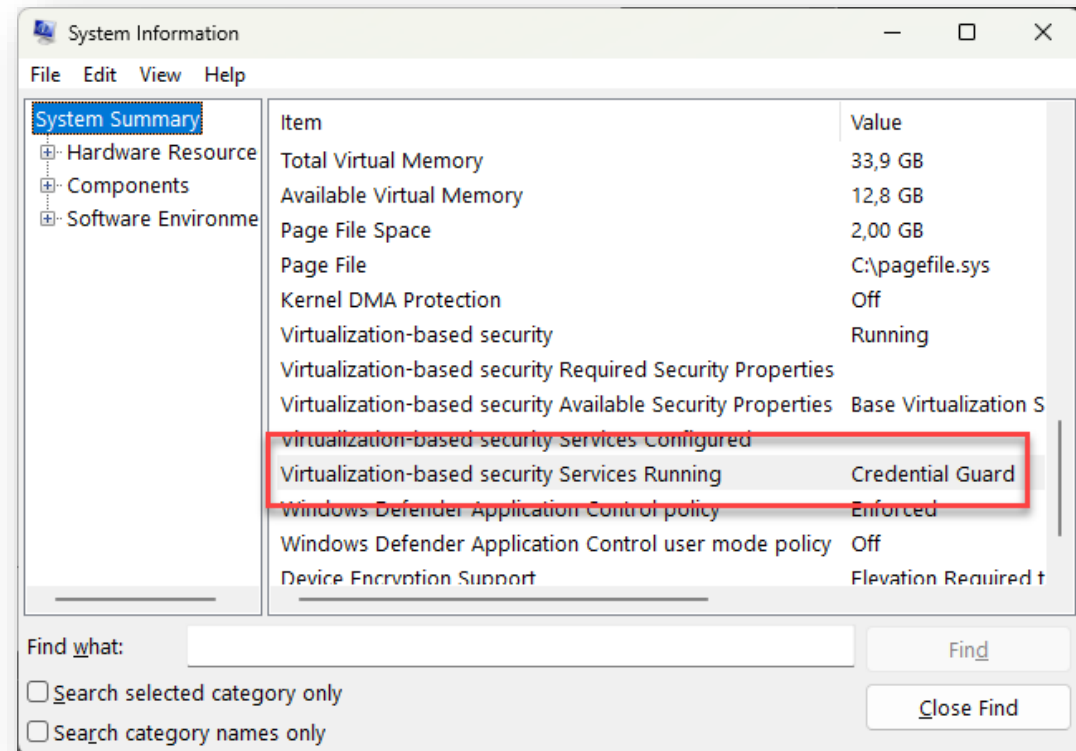 System Information
File Edit View Help
System Summary
Hardware Resource
Components
Software Environme
Item Value
Total Virtual Memory 33,9 GB
Available Virtual Memory 12,8 GB
Page File Space 2,00 GB
Page File C:\pagefile.sys
Kernel DMA Protection Off
Virtualization-based security Running
Virtualization-based security Required Security Properties
Virtualization-based security Available Security Properties Base Virtualization S
Virtualization-based security Services Configured
Virtualization-based security Services Running Credential Guard
Windows Defender Application Control policy Enforced
Windows Defender Application Control user mode policy Off
Device Encryption Support Elevation Required t
Find what: Find
Search selected category only
Close Find
Search category names only